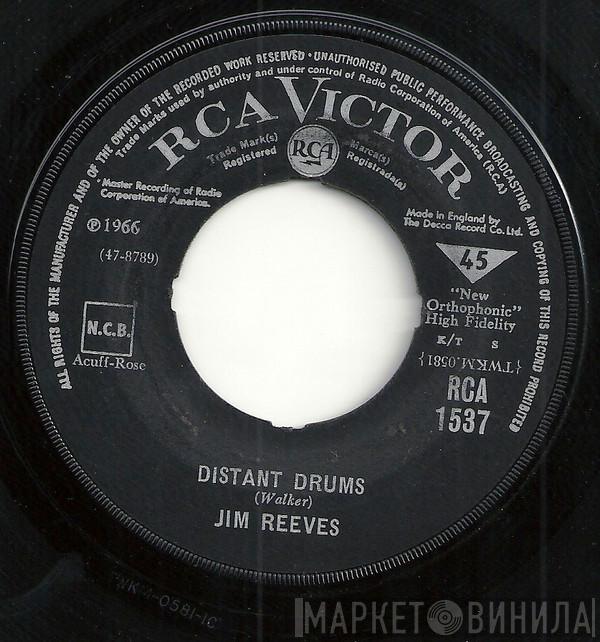 ALL RIGHTS OF THE MANUFACTURER AND OF THE OWNER OF THE RECORDED WORK RESERVED · UNAUTHORISED PUBLIC PERFORMANCE, BROADCASTING AND COPYING OF THIS RECORD PROHIBITED
Trade Marks used by authority and under control of Radio Corporation of America (R-C-A)
RCA VICTOR
Trade Mark(s)
Registered
RCA
Marca(s)
Registrada(s)
*Master Recording of Radio
Corporation of America.
Made in England by
The Decca Record Co. Ltd.
℗ 1966
(47-8789)
45
"New
Orthophonic"
High Fidelity
K/T S
{TWKM.0581}
N.C.B.
Acuff-Rose
RCA
1537
DISTANT DRUMS
(Walker)
JIM REEVES
МАРКЕТ ВИНИЛА